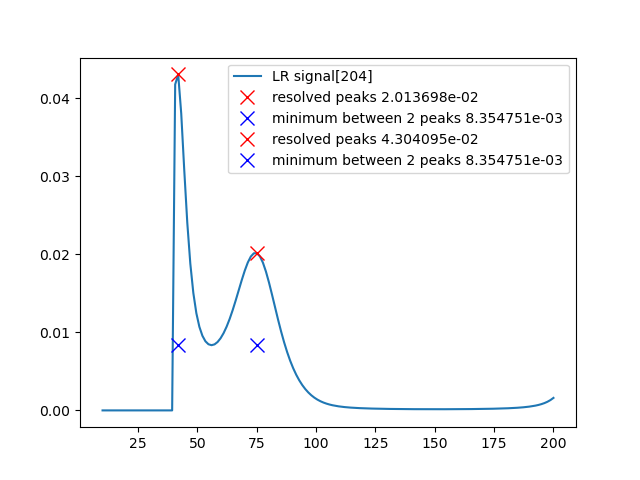 LR signal[204]
resolved peaks 2.013698e-02
minimum between 2 peaks 8.354751e-03
resolved peaks 4.304095e-02
minimum between 2 peaks 8.354751e-03
0.04
0.03
0.02
0.01
0.00
25 50 75 100 125 150 175 200